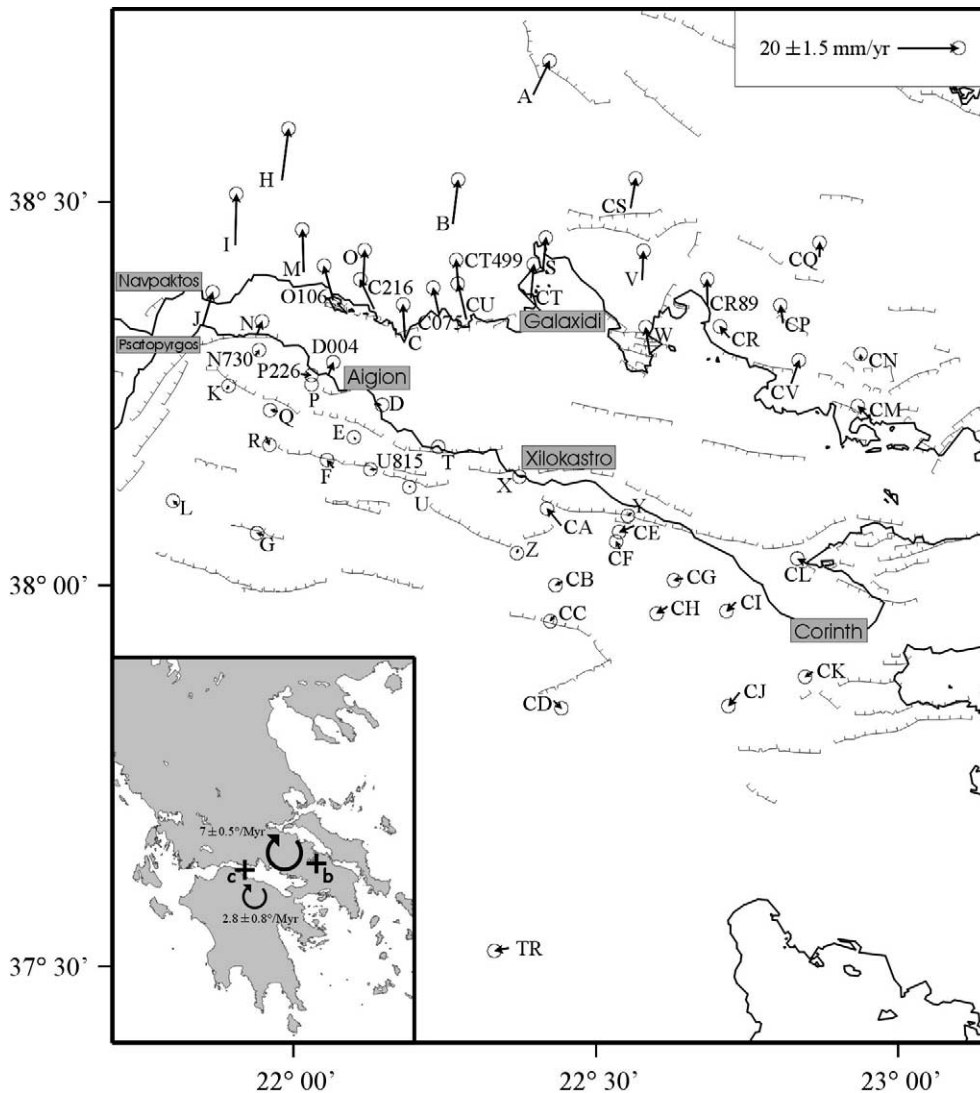 20 ± 1.5 mm/yr
A
H
38° 30'
CS
B
I
CQ
O
M
CT499
S
V
Navpaktos
C216
O106
CT
CR89
CU
C073
Galaxidi
CP
J
N
W
CR
C
Psatopyrgos
D004
N730
P226
CN
Aigion
K
P
CV
D
CM
Q
E
R
T
Xilokastro
F
U815
X
U
L
Y
CA
CE
G
Z
CF
CL
38° 00'
CB
CG
CH
CI
CC
Corinth
CK
CD
CJ
7 ± 0.5°/Myr
c
b
2.8 ± 0.8°/Myr
TR
37° 30'
22° 00'
22° 30'
23° 00'